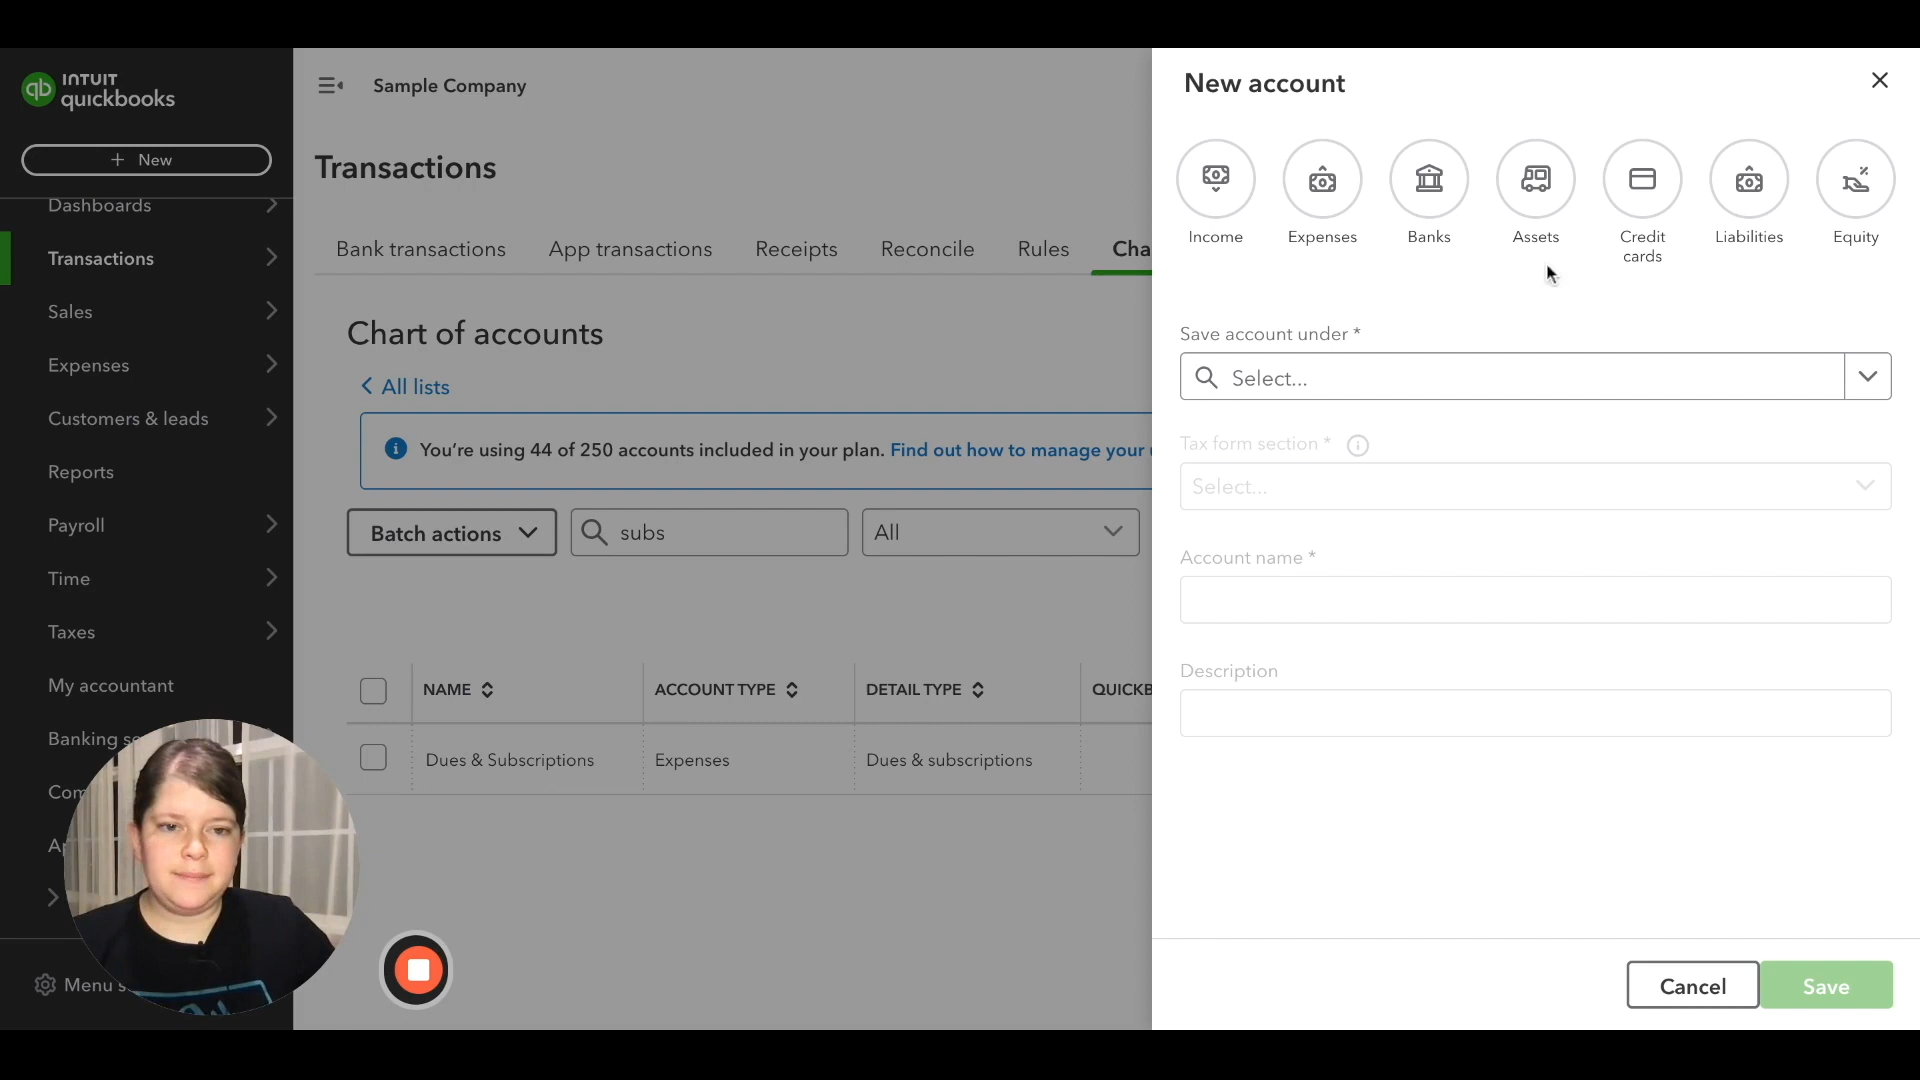 INTUIT
quickbooks
+ New
Dashboards
Transactions
Sales
Expenses
Customers & leads
Reports
Payroll
Time
Taxes
My accountant
Banking
Menu
Sample Company
Transactions
Bank transactions App transactions Receipts Reconcile Rules Cha
Chart of accounts
All lists
You're using 44 of 250 accounts included in your plan. Find out how to manage your
Batch actions subs All
NAME ACCOUNT TYPE DETAIL TYPE QUICKB
Dues & Subscriptions Expenses Dues & subscriptions
New account
Income Expenses Banks Assets Credit cards Liabilities Equity
Save account under *
Select...
Tax form section *
Select...
Account name *
Description
Cancel Save